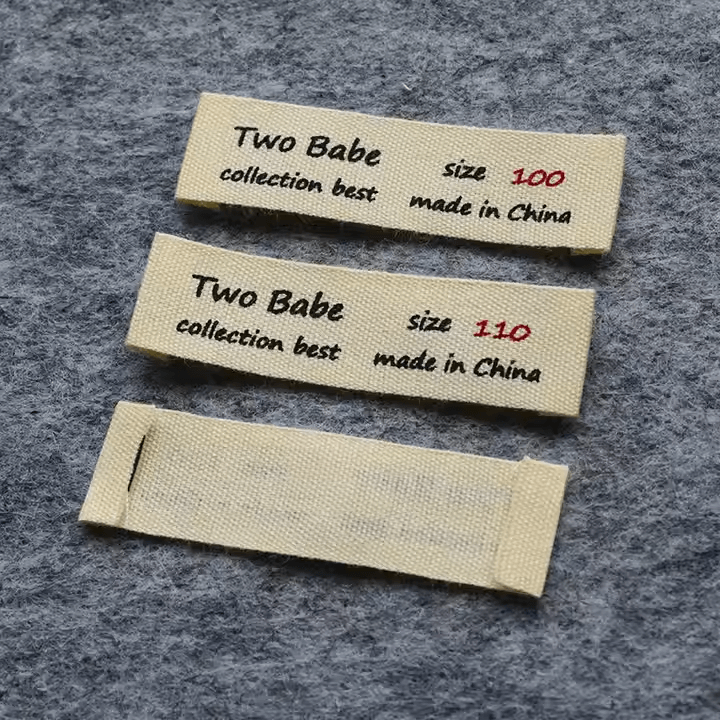 Two Babe
collection best
size 100
made in China
Two Babe
collection best
size 110
made in China